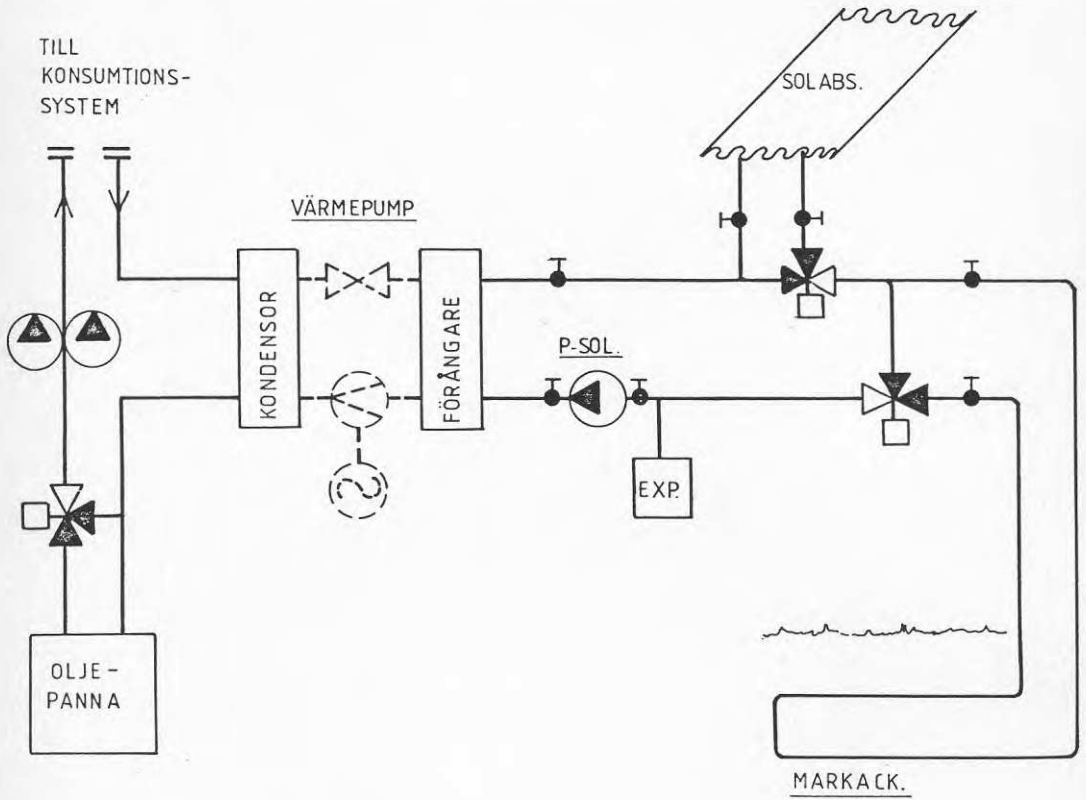 TILL
KONSUMTIONS-
SYSTEM
SOLABS.
VÄRMEPUMP
KONDENSOR
FÖRÅNGARE
P-SOL.
EXP.
OLJE-
PANNA
MARKACK.